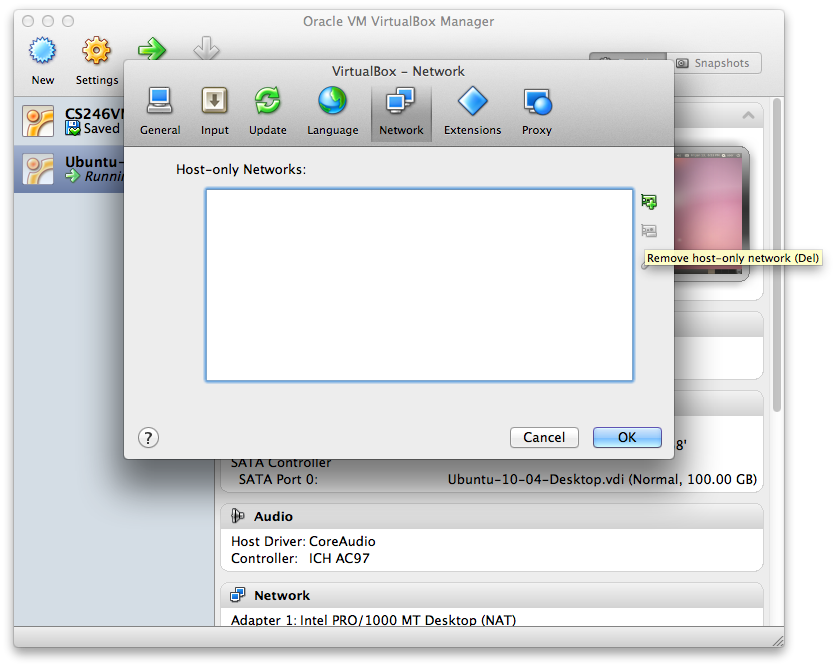 Oracle VM VirtualBox Manager
New
Settings
Snapshots
VirtualBox – Network
General
Input
Update
Language
Network
Extensions
Proxy
CS246V
Saved
Ubuntu-
Runnin
Host-only Networks:
Remove host-only network (Del)
?
Cancel
OK
8'
SATA Controller
SATA Port 0:
Ubuntu-10-04-Desktop.vdi (Normal, 100.00 GB)
Audio
Host Driver: CoreAudio
Controller: ICH AC97
Network
Adapter 1: Intel PRO/1000 MT Desktop (NAT)